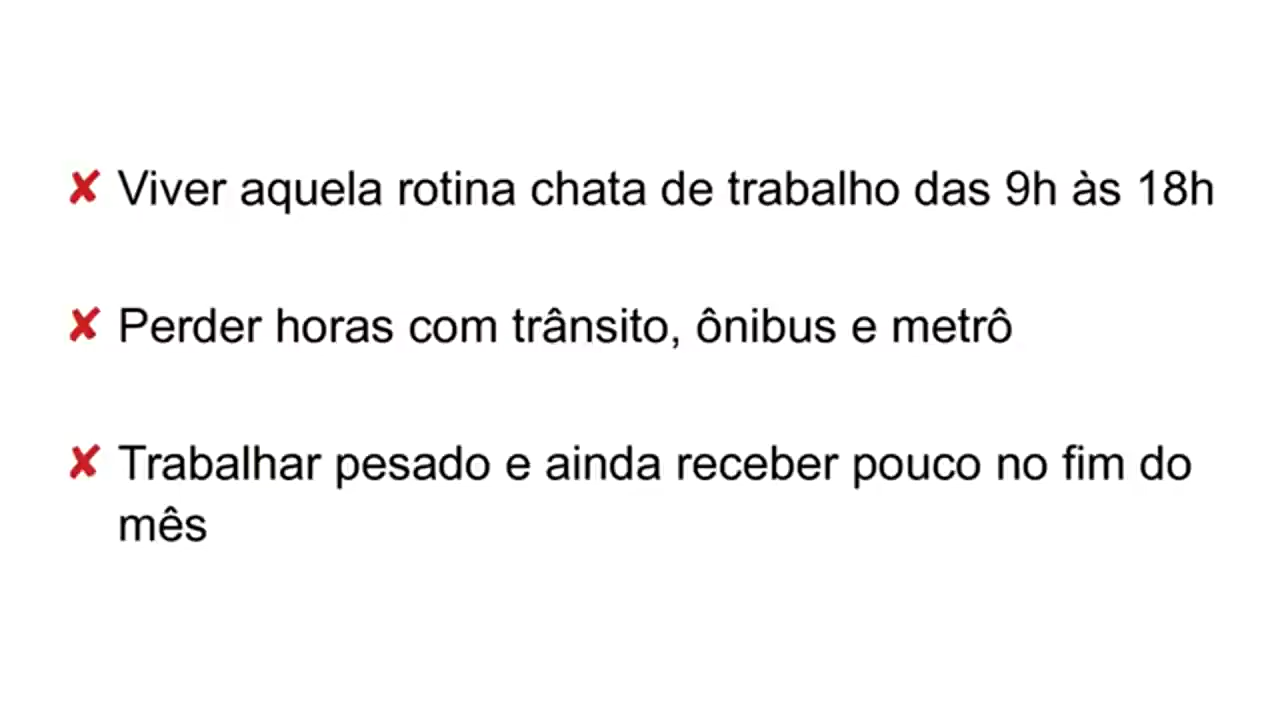 ✘ Viver aquela rotina chata de trabalho das 9h às 18h
✘ Perder horas com trânsito, ônibus e metrô
✘ Trabalhar pesado e ainda receber pouco no fim do
mês